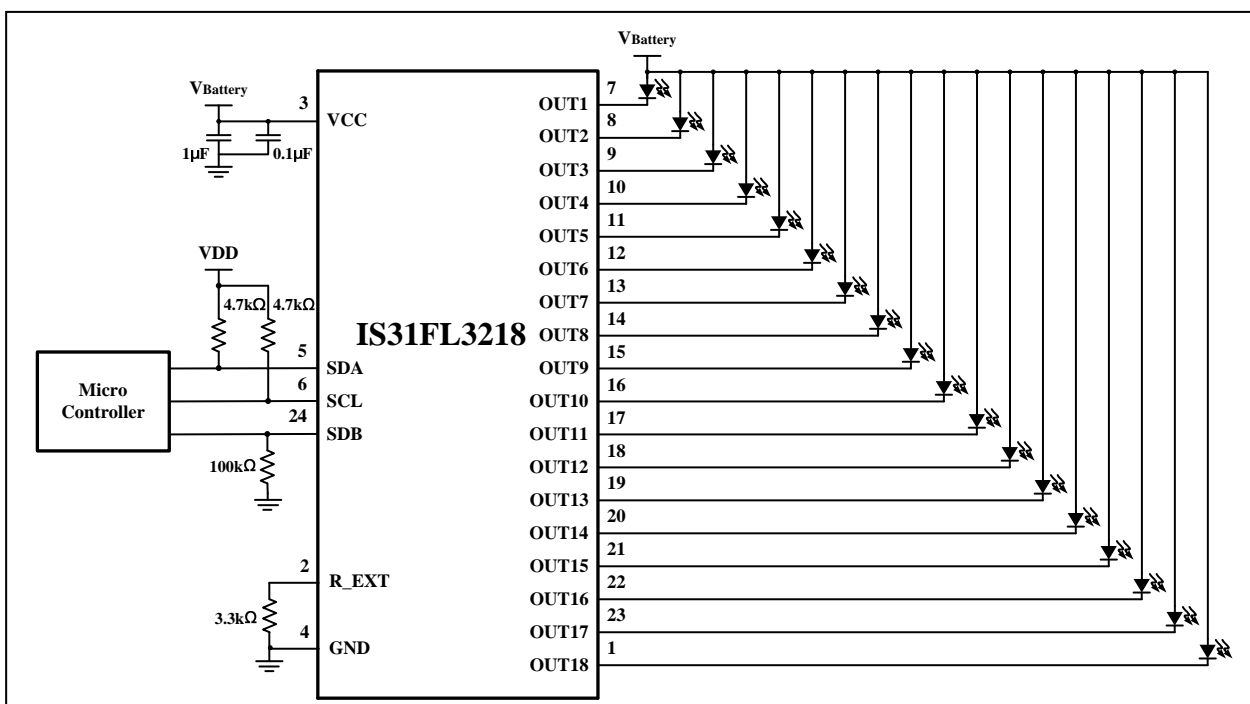 VBattery
3
VCC
1µF
0.1µF
VDD
4.7kΩ
4.7kΩ
Micro
Controller
5
SDA
6
SCL
24
SDB
100kΩ
2
R_EXT
3.3kΩ
4
GND
IS31FL3218
VBattery
7
OUT1
8
OUT2
9
OUT3
10
OUT4
11
OUT5
12
OUT6
13
OUT7
14
OUT8
15
OUT9
16
OUT10
17
OUT11
18
OUT12
19
OUT13
20
OUT14
21
OUT15
22
OUT16
23
OUT17
1
OUT18